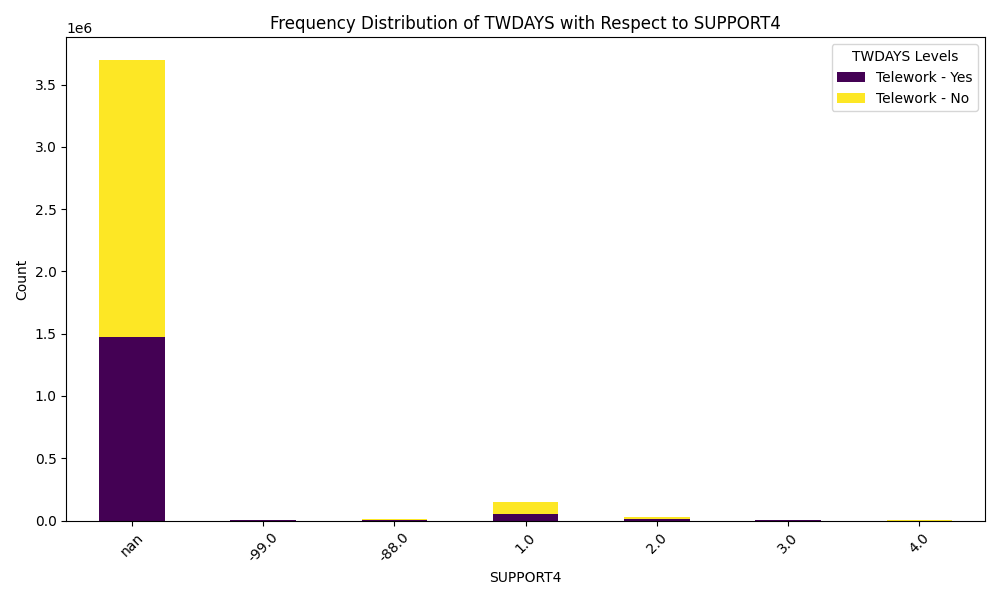 Frequency Distribution of TWDAYS with Respect to SUPPORT4
1e6
TWDAYS Levels
Telework - Yes
Telework - No
3.5
3.0
2.5
2.0
1.5
1.0
0.5
0.0
Count
nan
-99.0
-88.0
1.0
2.0
3.0
4.0
SUPPORT4